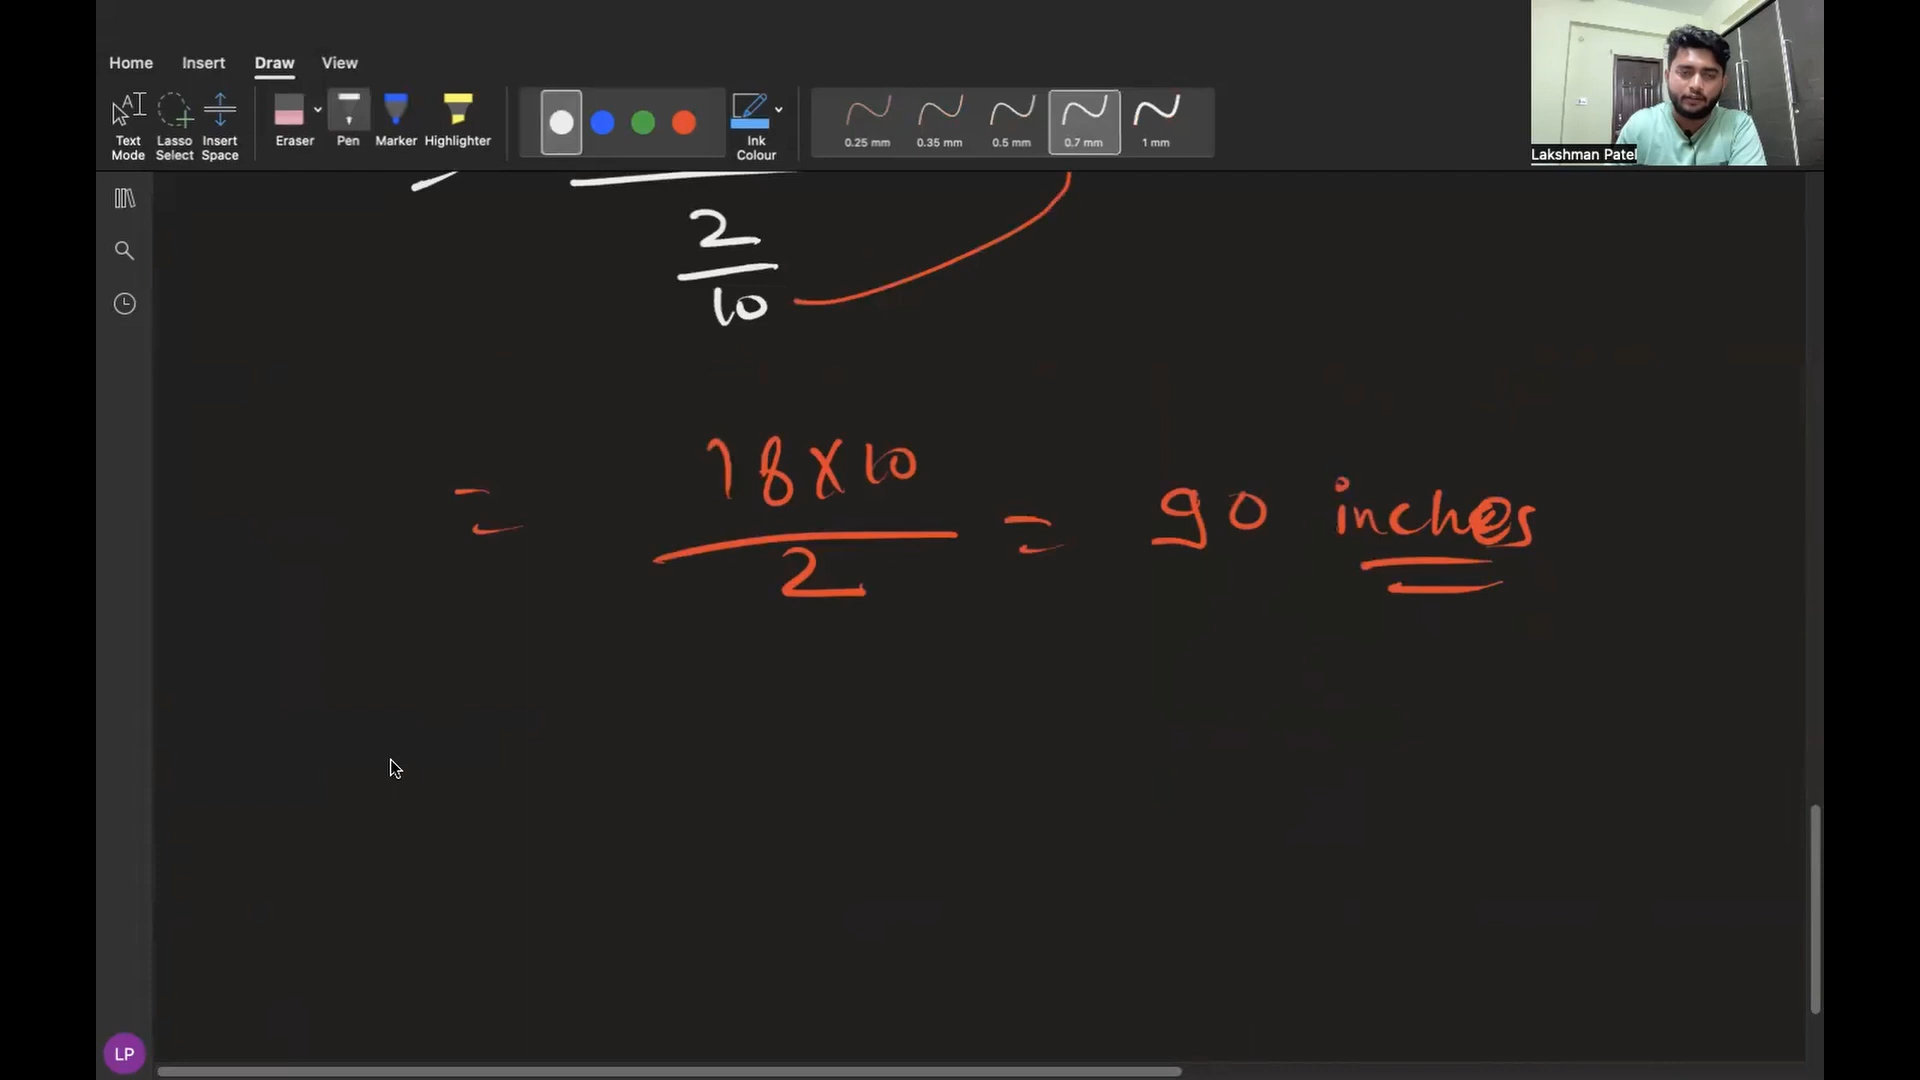 Home Insert Draw View
Text Mode Lasso Select Insert Space Eraser Pen Marker Highlighter Ink Colour 0.25 mm 0.35 mm 0.5 mm 0.7 mm 1 mm
Lakshman Patel
2
10
= 18 x 10 = 90 inches
2
LP